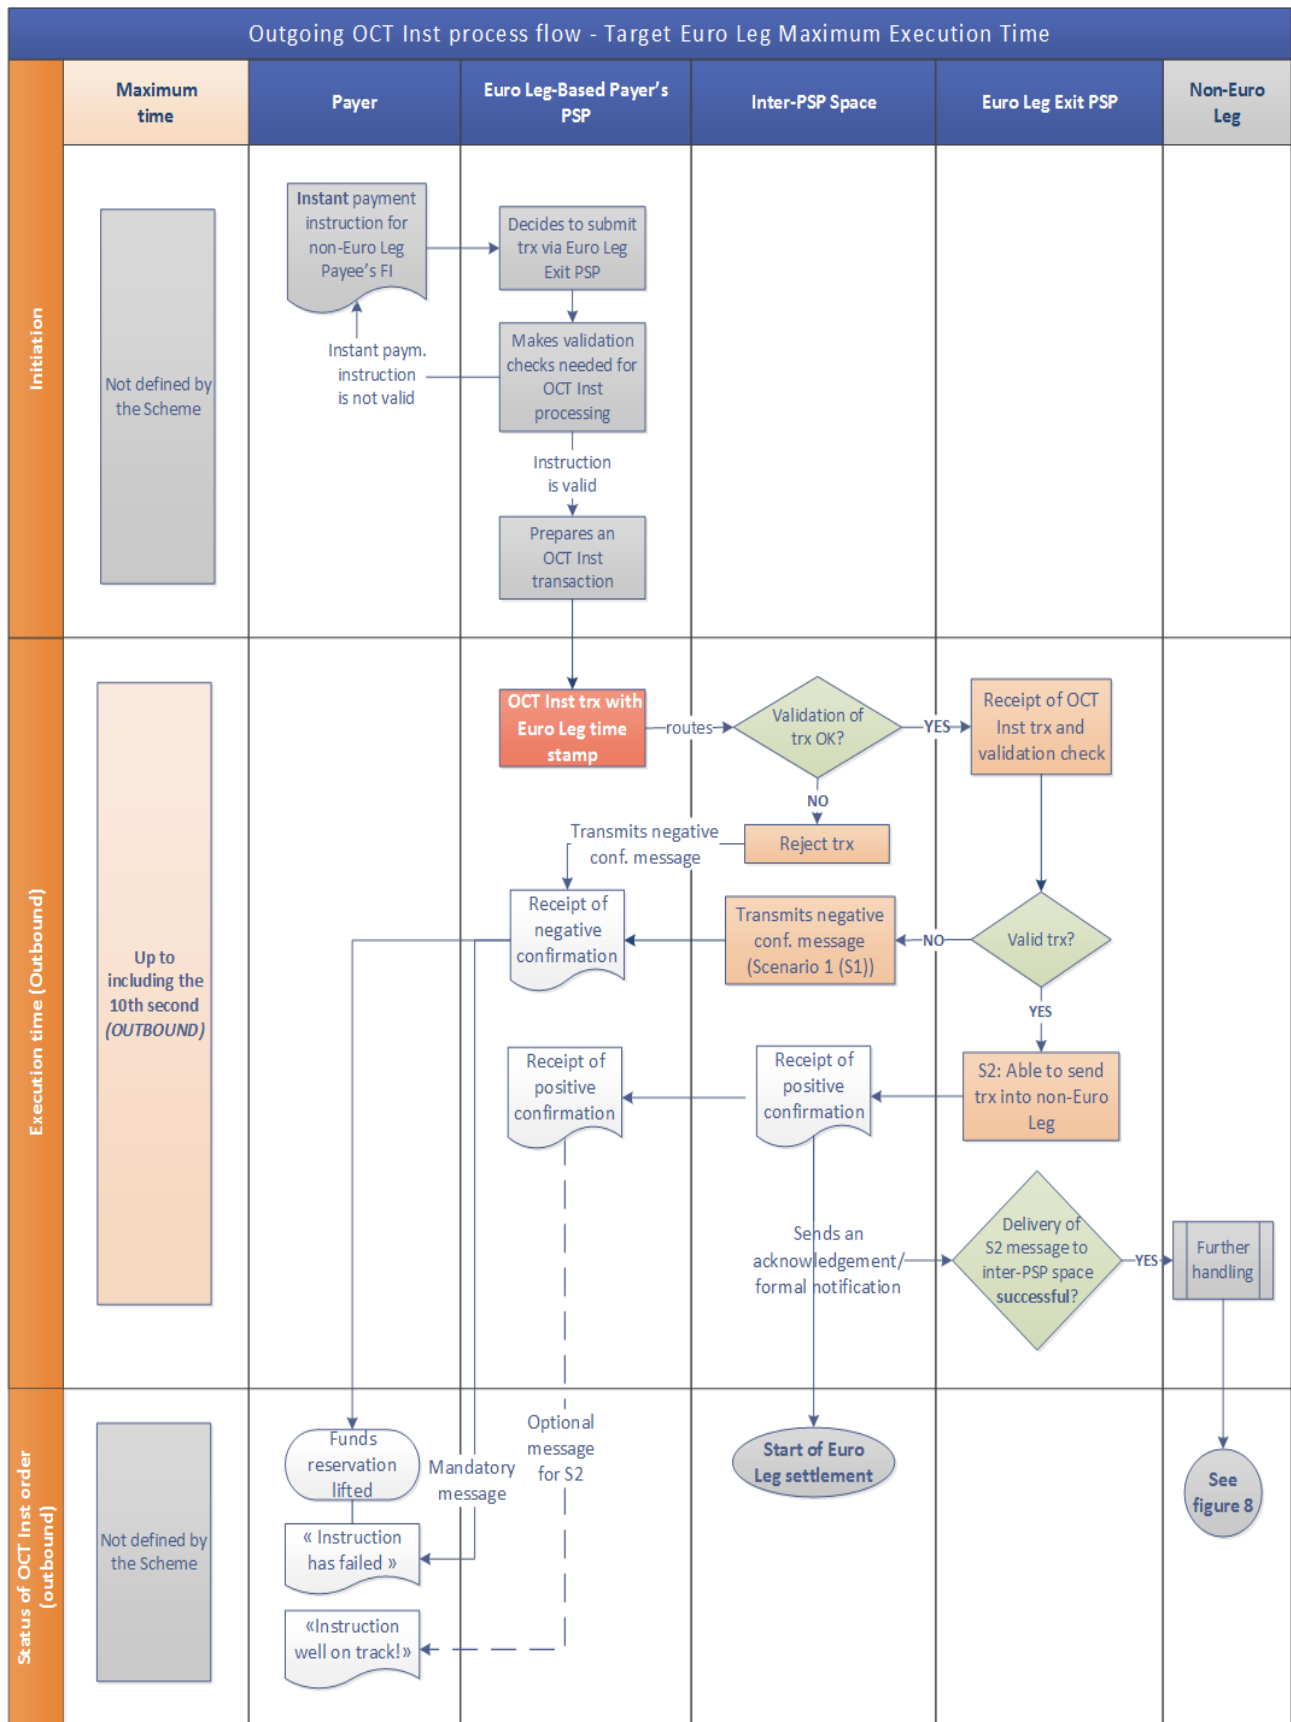 Outgoing OCT Inst process flow - Target Euro Leg Maximum Execution Time
Maximum
time
Payer
Euro Leg-Based Payer's
PSP
Inter-PSP Space
Euro Leg Exit PSP
Non-Euro
Leg
Initiation
Not defined by
the Scheme
Instant payment
instruction for
non-Euro Leg
Payee's FI
Decides to submit
trx via Euro Leg
Exit PSP
Instant paym.
instruction
is not valid
Makes validation
checks needed for
OCT Inst
processing
Instruction
is valid
Prepares an
OCT Inst
transaction
Execution time (Outbound)
Up to
including the
10th second
(OUTBOUND)
OCT Inst trx with
Euro Leg time
stamp
routes
Validation of
trx OK?
YES
Receipt of OCT
Inst trx and
validation check
NO
Transmits negative
conf. message
Reject trx
Receipt of
negative
confirmation
Transmits negative
conf. message
(Scenario 1 (S1))
NO
Valid trx?
YES
Receipt of
positive
confirmation
Receipt of
positive
confirmation
S2: Able to send
trx into non-Euro
Leg
Sends an
acknowledgement/
formal notification
Delivery of
S2 message to
inter-PSP space
successful?
YES
Further
handling
Status of OCT Inst order
(outbound)
Not defined by
the Scheme
Funds
reservation
lifted
Mandatory
message
Optional
message
for S2
Start of Euro
Leg settlement
See
figure 8
« Instruction
has failed »
«Instruction
well on track!»